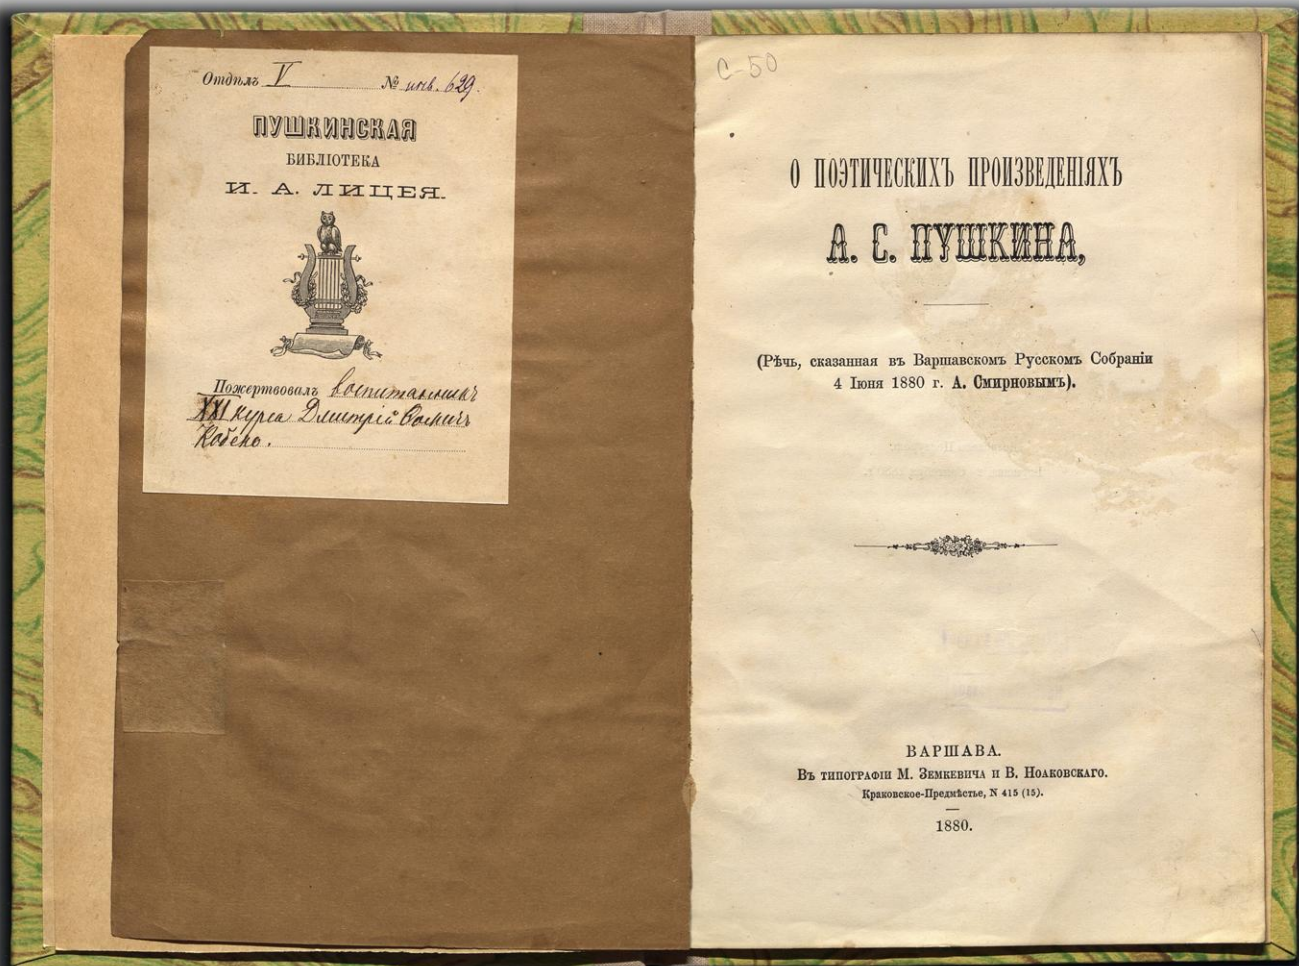 Отдѣлъ V № инв. 629.
ПУШКИНСКАЯ
БИБЛІОТЕКА
И. А. ЛИЦЕЯ.
Пожертвовалъ воспитанникъ
XXI курса Дмитрій Ѳомичъ
Кобеко.
С-50
О ПОЭТИЧЕСКИХЪ ПРОИЗВЕДЕНІЯХЪ
А. С. ПУШКИНА,
(Рѣчь, сказанная въ Варшавскомъ Русскомъ Собраніи
4 Іюня 1880 г. А. Смирновымъ).
ВАРШАВА.
Въ типографіи М. Земкевича и В. Ноаковскаго.
Краковское-Предмѣстье, N 415 (15).
1880.